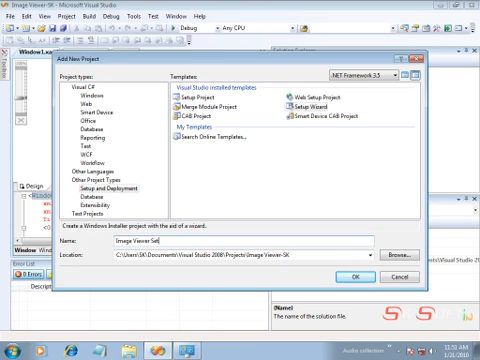 Image Viewer-SK - Microsoft Visual Studio
File Edit View Project Build Debug Data Tools Test Window Help
Debug Any CPU
Add New Project
Project types: Templates: .NET Framework 3.5
Visual C#
Windows
Web
Smart Device
Office
Database
Reporting
Test
WCF
Workflow
Other Languages
Other Project Types
Setup and Deployment
Database
Extensibility
Test Projects
Visual Studio installed templates
Setup Project
Web Setup Project
Merge Module Project
Setup Wizard
CAB Project
Smart Device CAB Project
My Templates
Search Online Templates...
Create a Windows Installer project with the aid of a wizard.
Name: Image Viewer Set
Location: C:\Users\SK\Documents\Visual Studio 2008\Projects\Image Viewer-SK
Browse...
OK Cancel
Toolbox
Design
Error List
0 Errors
(Name)
The name of the solution file.
Audio collection
11:51 AM
1/21/2010